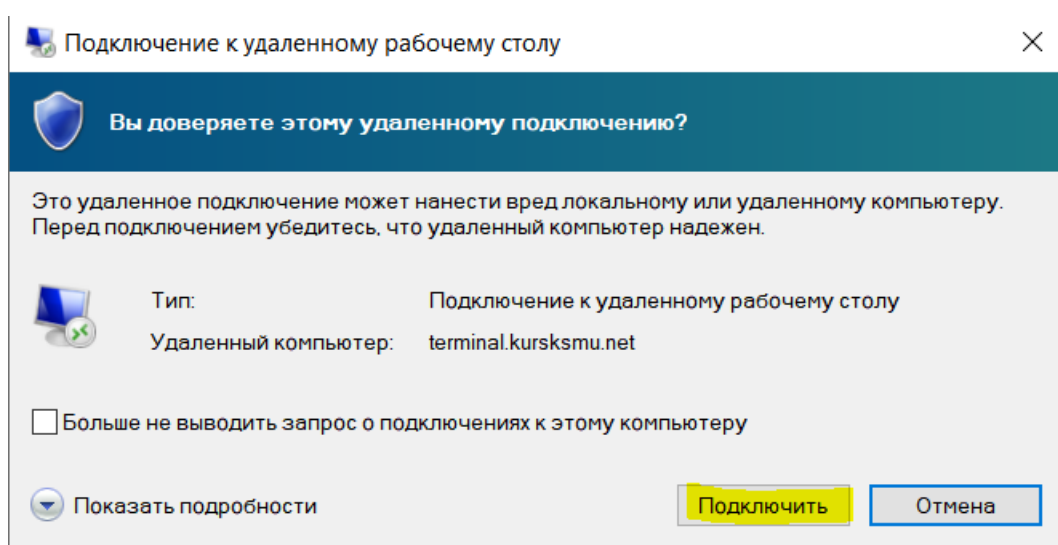 Подключение к удаленному рабочему столу
Вы доверяете этому удаленному подключению?
Это удаленное подключение может нанести вред локальному или удаленному компьютеру.
Перед подключением убедитесь, что удаленный компьютер надежен.
Тип: Подключение к удаленному рабочему столу
Удаленный компьютер: terminal.kursksmu.net
Больше не выводить запрос о подключениях к этому компьютеру
Показать подробности Подключить Отмена